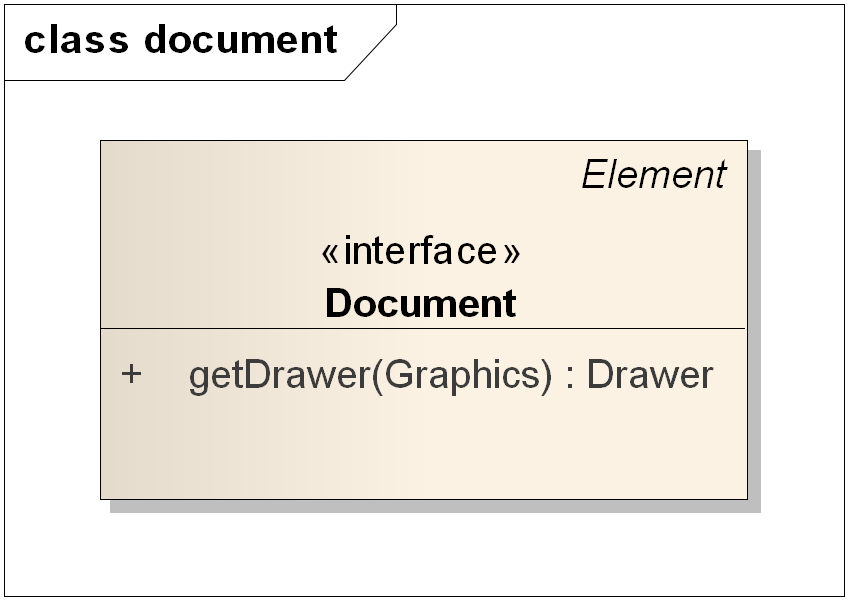 class document
Element
«interface»
Document
+ getDrawer(Graphics) : Drawer